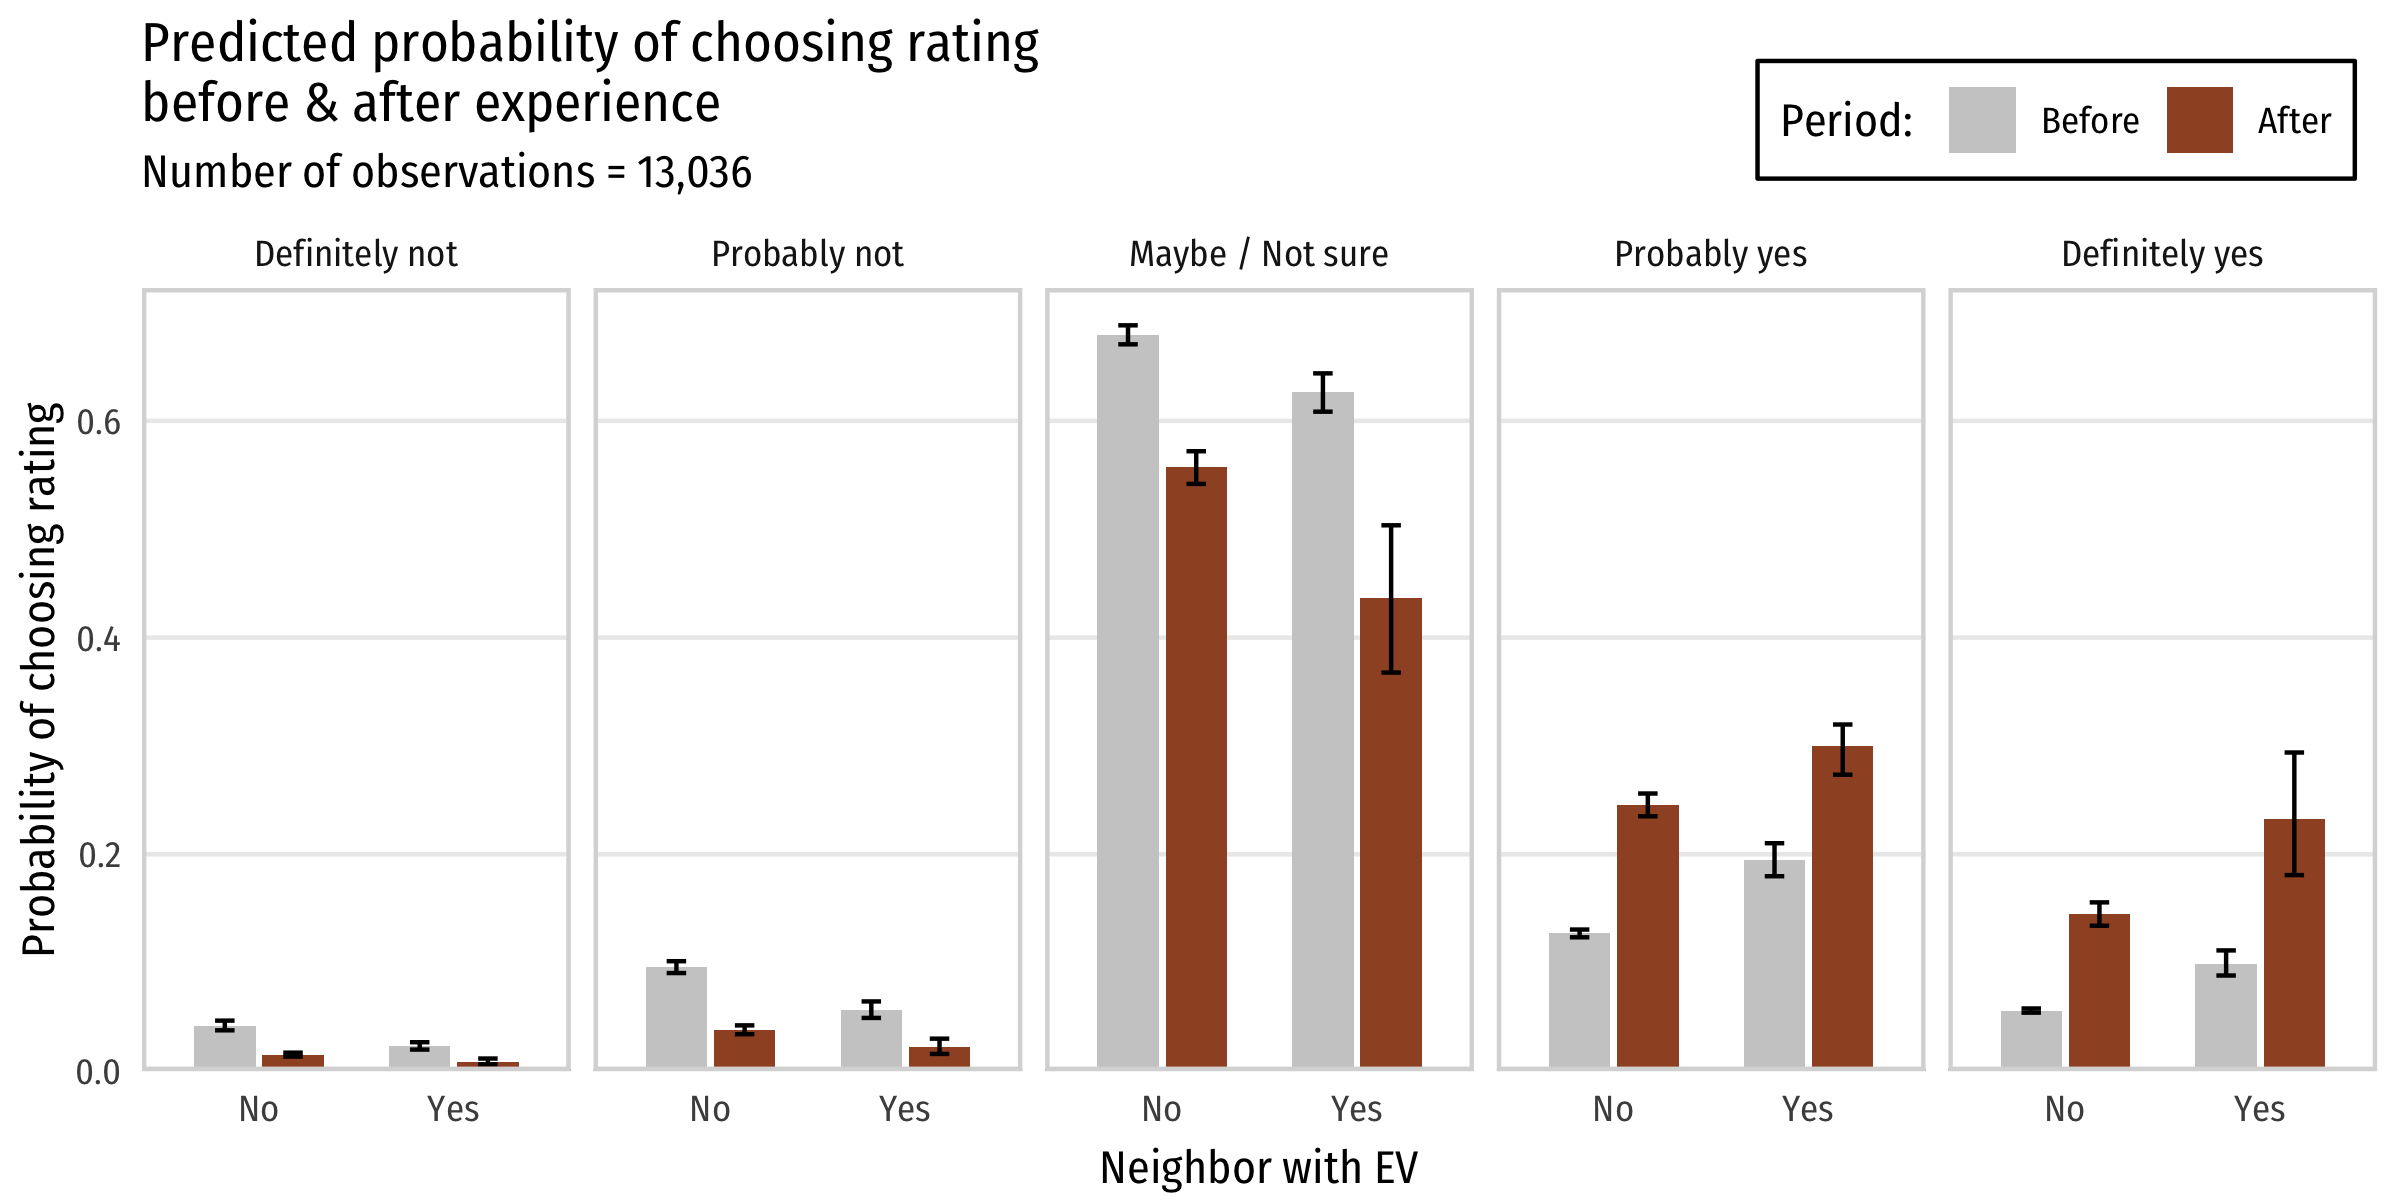 Predicted probability of choosing rating
before & after experience
Number of observations = 13,036
Period: Before After
Definitely not Probably not Maybe / Not sure Probably yes Definitely yes
Probability of choosing rating
0.6
0.4
0.2
0.0
No Yes No Yes No Yes No Yes No Yes
Neighbor with EV